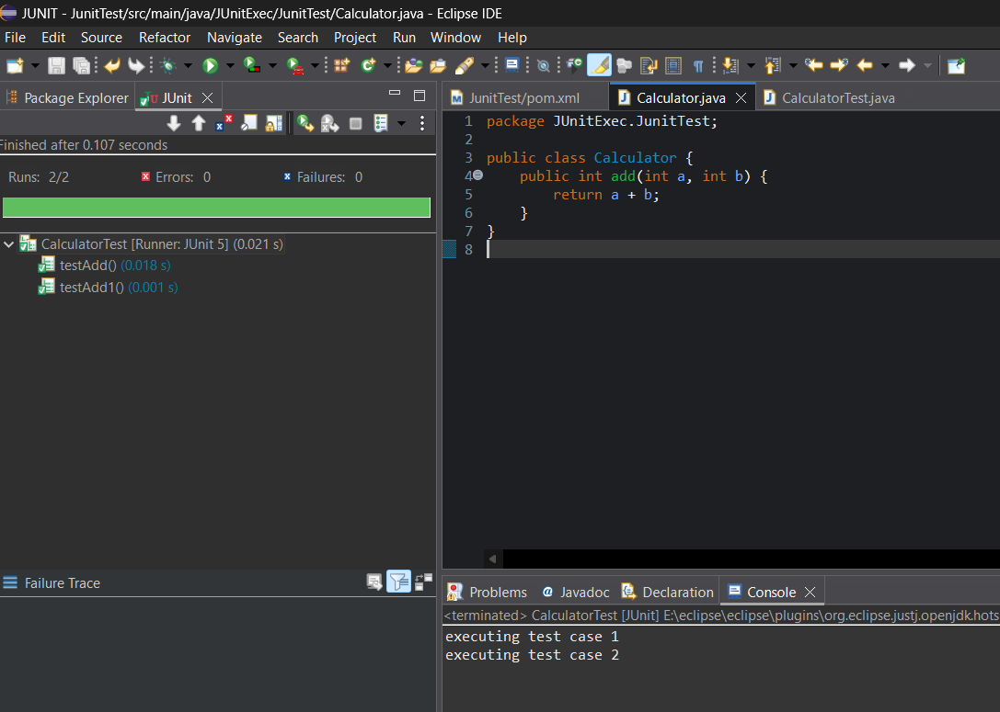 JUNIT - JunitTest/src/main/java/JUnitExec/JunitTest/Calculator.java - Eclipse IDE
File Edit Source Refactor Navigate Search Project Run Window Help
Package Explorer JUnit
Finished after 0.107 seconds
Runs: 2/2 Errors: 0 Failures: 0
CalculatorTest [Runner: JUnit 5] (0.021 s)
testAdd() (0.018 s)
testAdd1() (0.001 s)
Failure Trace
JunitTest/pom.xml Calculator.java CalculatorTest.java
1 package JUnitExec.JunitTest;
2
3 public class Calculator {
4 public int add(int a, int b) {
5 return a + b;
6 }
7 }
8
Problems Javadoc Declaration Console
<terminated> CalculatorTest [JUnit] E:\eclipse\eclipse\plugins\org.eclipse.justj.openjdk.hots
executing test case 1
executing test case 2